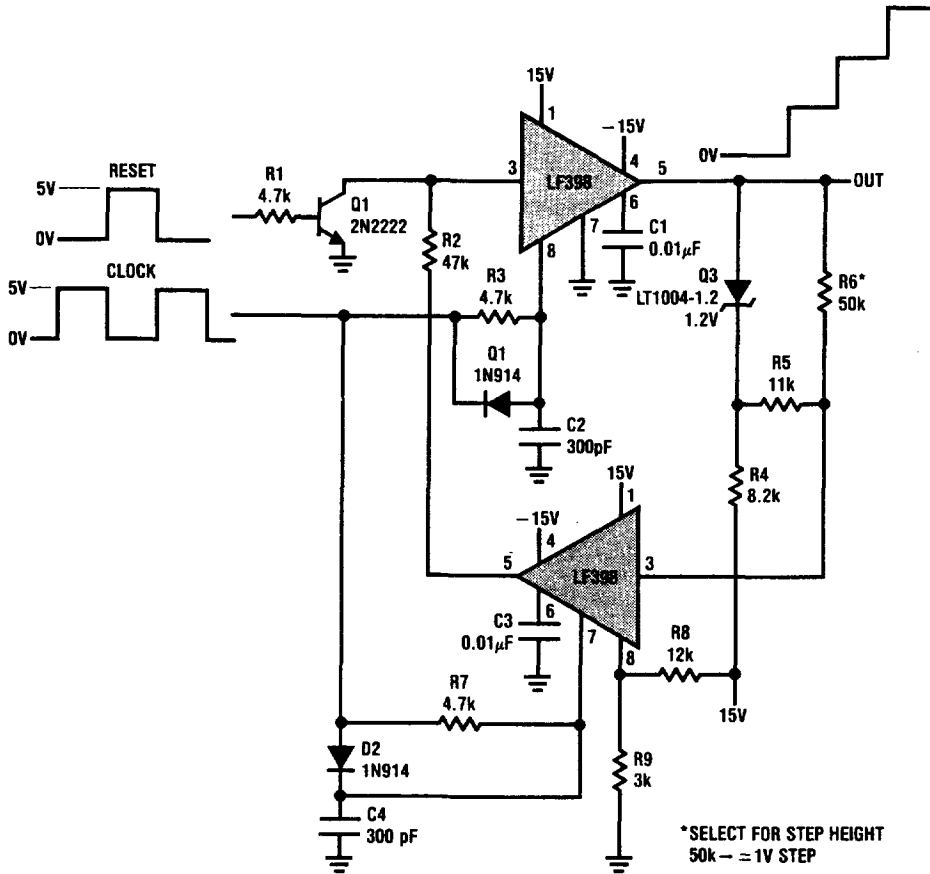 15V
1
-15V
4
5
0V
OUT
3
LF398
6
7
8
C1
0.01µF
RESET
5V
0V
R1
4.7k
Q1
2N2222
R2
47k
CLOCK
5V
0V
R3
4.7k
Q1
1N914
C2
300pF
Q3
LT1004-1.2
1.2V
R6*
50k
R5
11k
R4
8.2k
15V
1
-15V
4
5
LF398
3
6
7
8
C3
0.01µF
R8
12k
15V
R7
4.7k
D2
1N914
R9
3k
C4
300 pF
*SELECT FOR STEP HEIGHT
50k — = 1V STEP